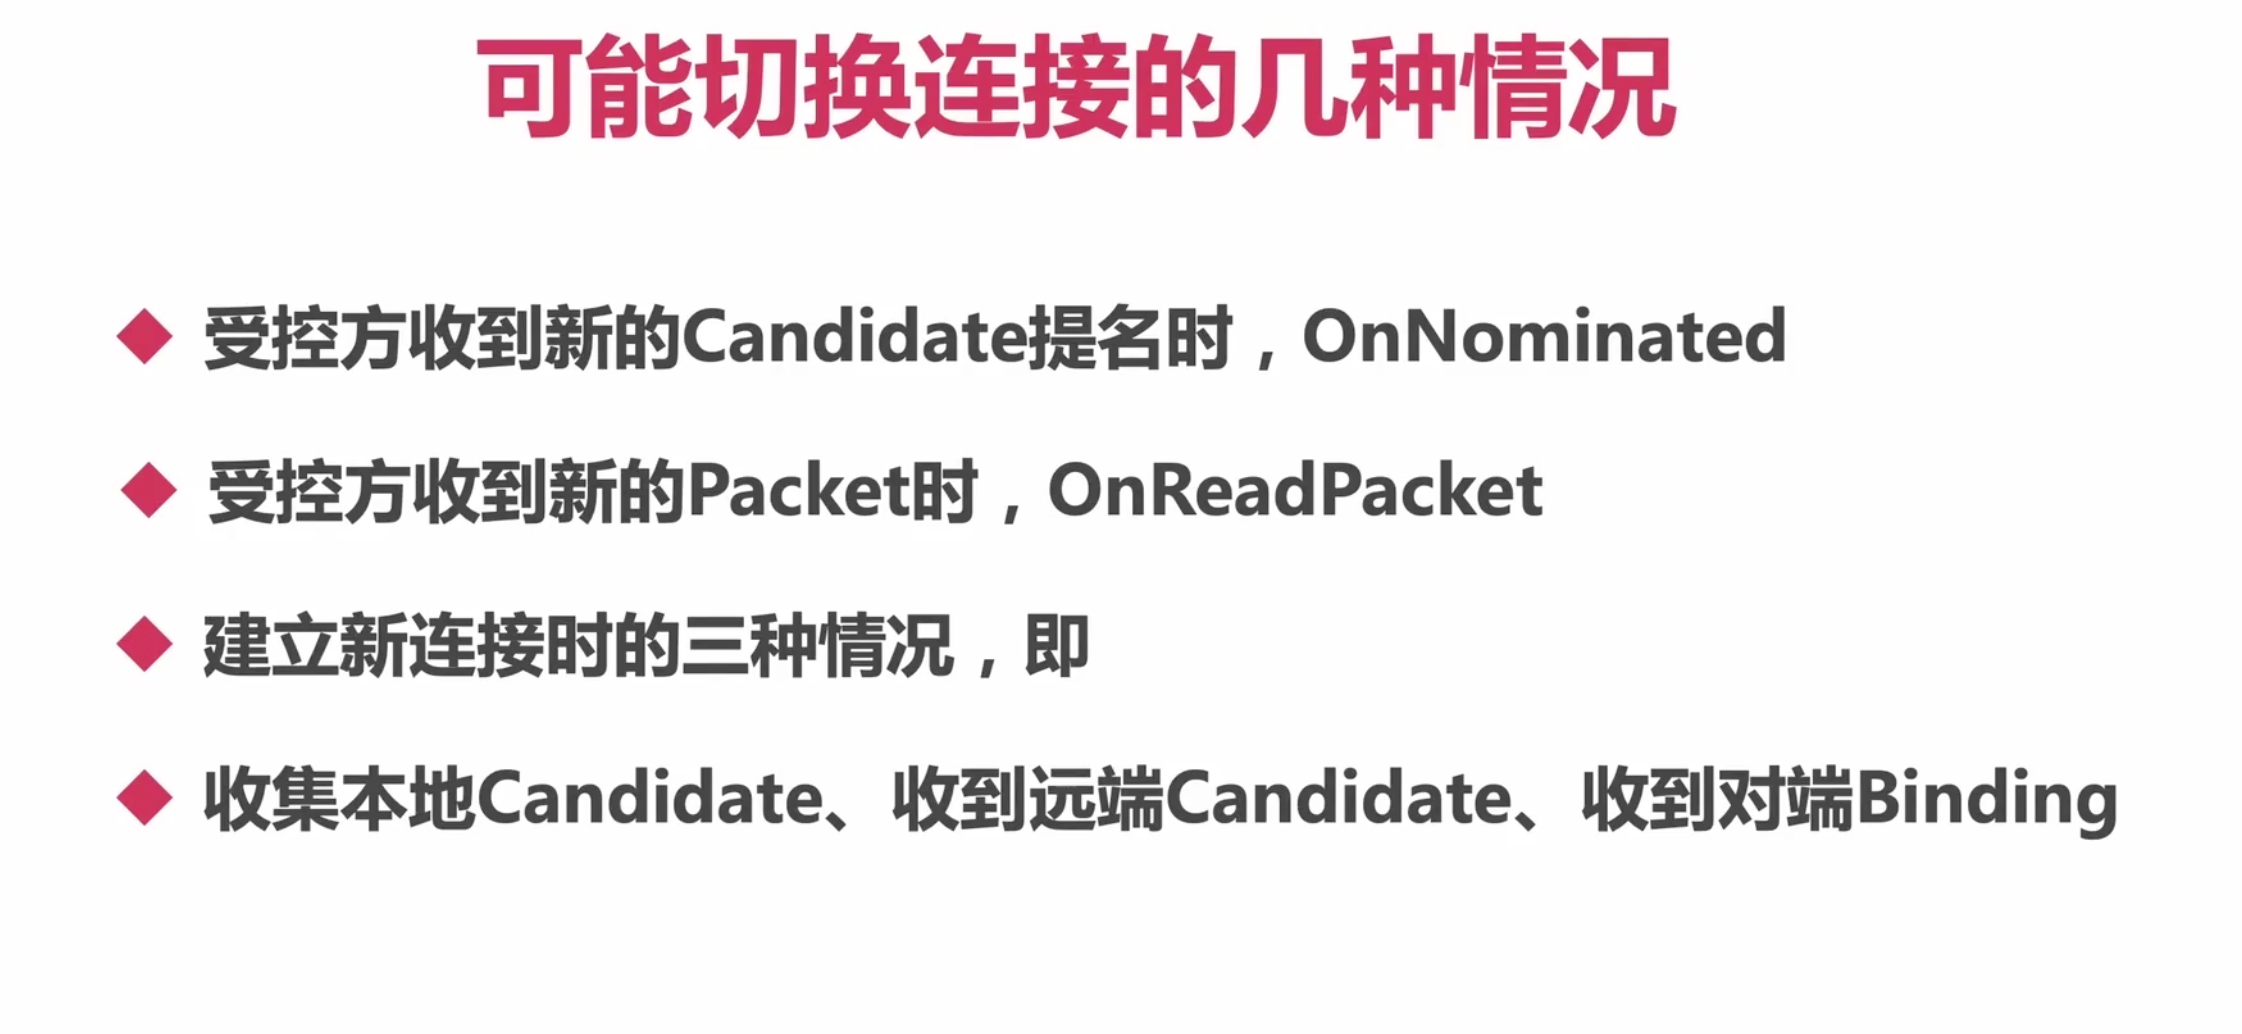 可能切换连接的几种情况
受控方收到新的Candidate提名时，OnNominated
受控方收到新的Packet时，OnReadPacket
建立新连接时的三种情况，即
收集本地Candidate、收到远端Candidate、收到对端Binding